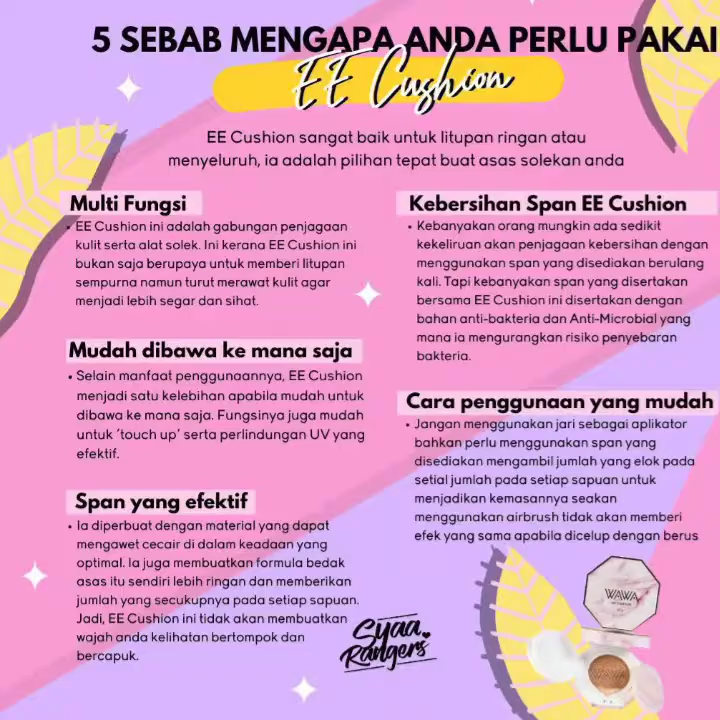 5 SEBAB MENGAPA ANDA PERLU PAKAI
EE Cushion
EE Cushion sangat baik untuk litupan ringan atau
menyeluruh, ia adalah pilihan tepat buat asas solekan anda
Multi Fungsi
• EE Cushion ini adalah gabungan penjagaan
kulit serta alat solek. Ini kerana EE Cushion ini
bukan saja berupaya untuk memberi litupan
sempurna namun turut merawat kulit agar
menjadi lebih segar dan sihat.
Mudah dibawa ke mana saja
• Selain manfaat penggunaannya, EE Cushion
menjadi satu kelebihan apabila mudah untuk
dibawa ke mana saja. Fungsinya juga mudah
untuk 'touch up' serta perlindungan UV yang
efektif.
Span yang efektif
• Ia diperbuat dengan material yang dapat
mengawet cecair di dalam keadaan yang
optimal. Ia juga membuatkan formula bedak
asas itu sendiri lebih ringan dan memberikan
jumlah yang secukupnya pada setiap sapuan.
Jadi, EE Cushion ini tidak akan membuatkan
wajah anda kelihatan bertompok dan
bercapuk.
Kebersihan Span EE Cushion
• Kebanyakan orang mungkin ada sedikit
kekeliruan akan penjagaan kebersihan dengan
menggunakan span yang disediakan berulang
kali. Tapi kebanyakan span yang disertakan
bersama EE Cushion ini disertakan dengan
bahan anti-bakteria dan Anti-Microbial yang
mana ia mengurangkan risiko penyebaran
bakteria.
Cara penggunaan yang mudah
• Jangan menggunakan jari sebagai aplikator
bahkan perlu menggunakan span yang
disediakan mengambil jumlah yang elok pada
setial jumlah pada setiap sapuan untuk
menjadikan kemasannya seakan
menggunakan airbrush tidak akan memberi
efek yang sama apabila dicelup dengan berus
Syaa
Rangers
WAWA